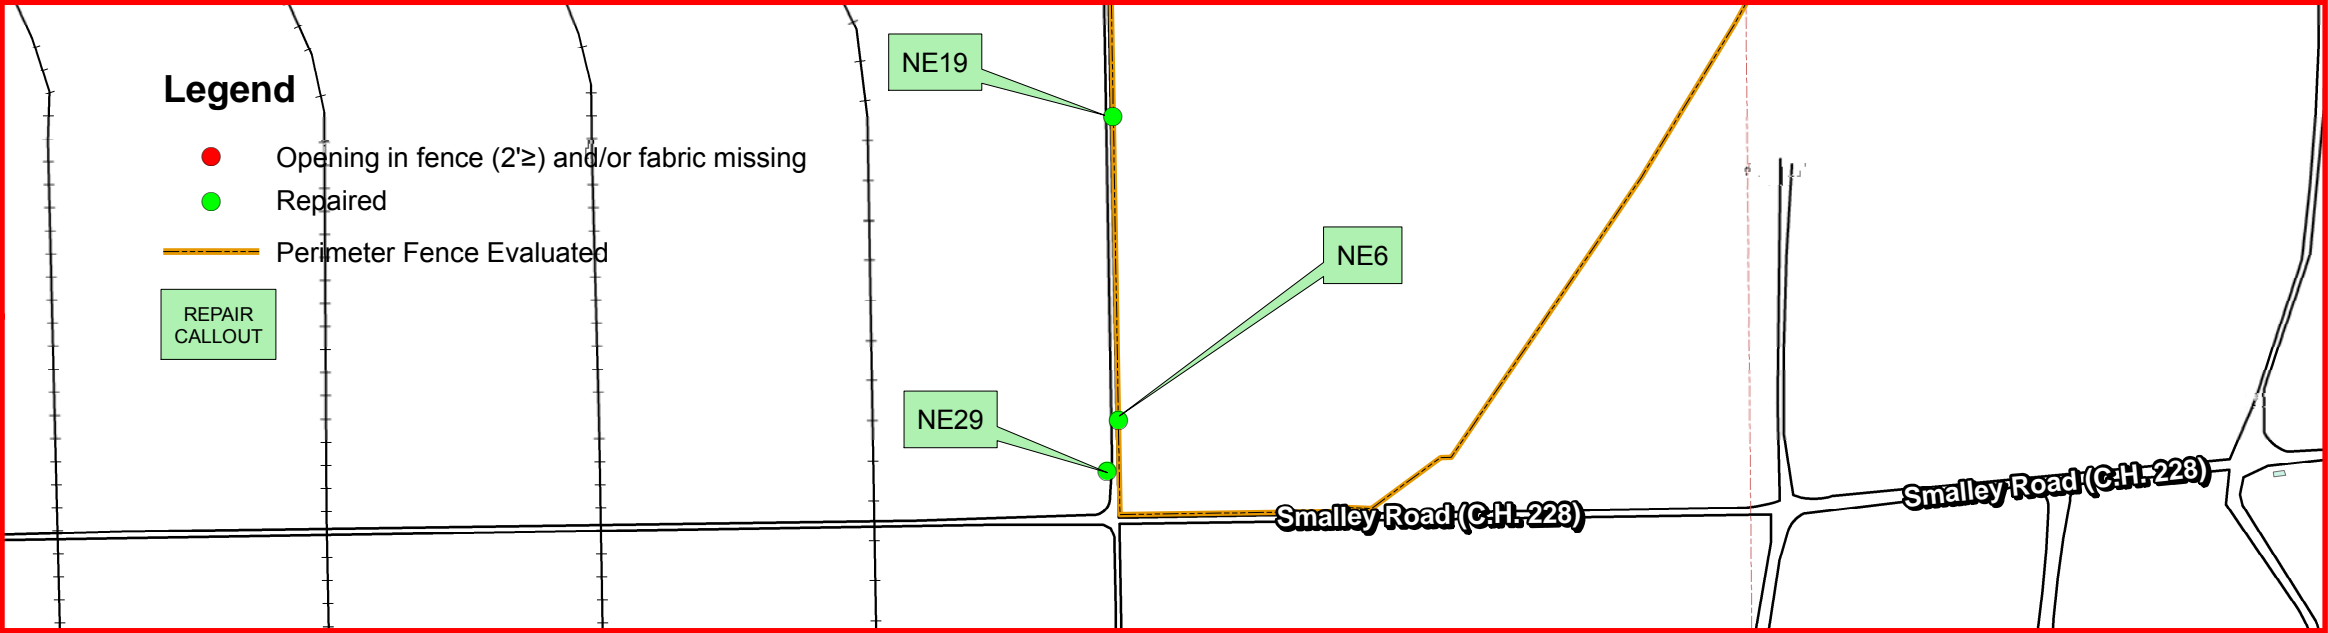 Legend
Opening in fence (2'≥) and/or fabric missing
Repaired
Perimeter Fence Evaluated
REPAIR
CALLOUT
NE19
NE6
NE29
Smalley Road (C.H. 228)
Smalley Road (C.H. 228)